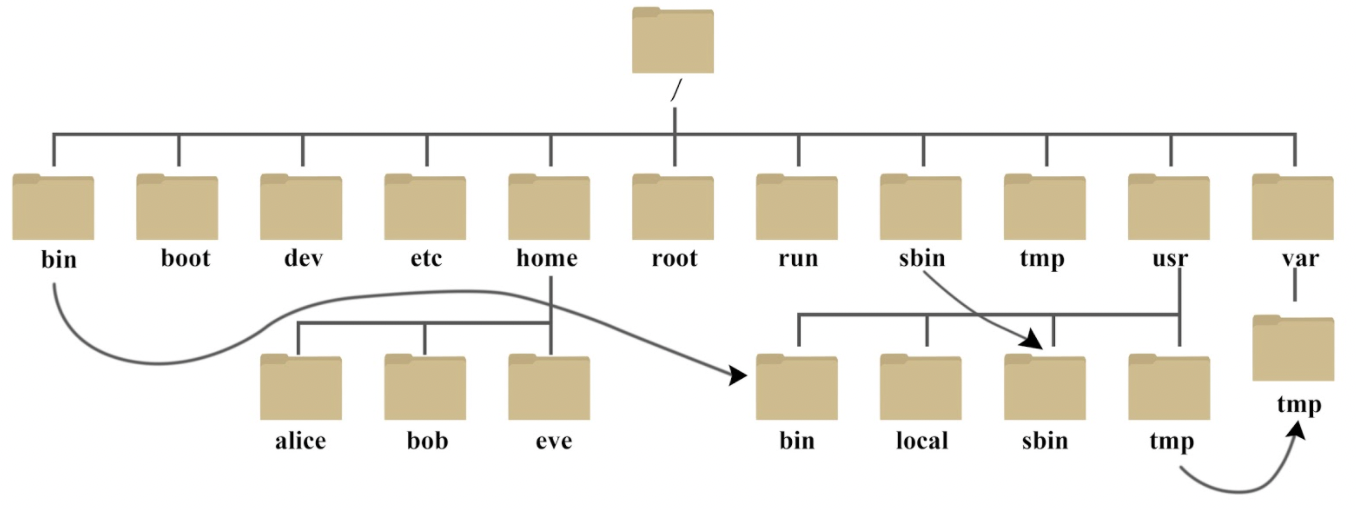 /
bin boot dev etc home root run sbin tmp usr var
tmp
alice bob eve bin local sbin tmp